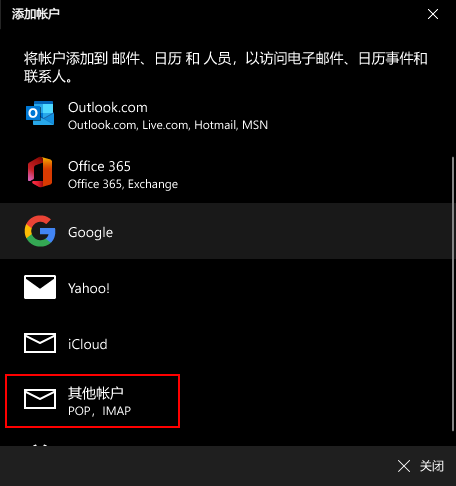 添加帐户
将帐户添加到 邮件、日历 和 人员，以访问电子邮件、日历事件和
联系人。
Outlook.com
Outlook.com, Live.com, Hotmail, MSN
Office 365
Office 365, Exchange
Google
Yahoo!
iCloud
其他帐户
POP，IMAP
关闭